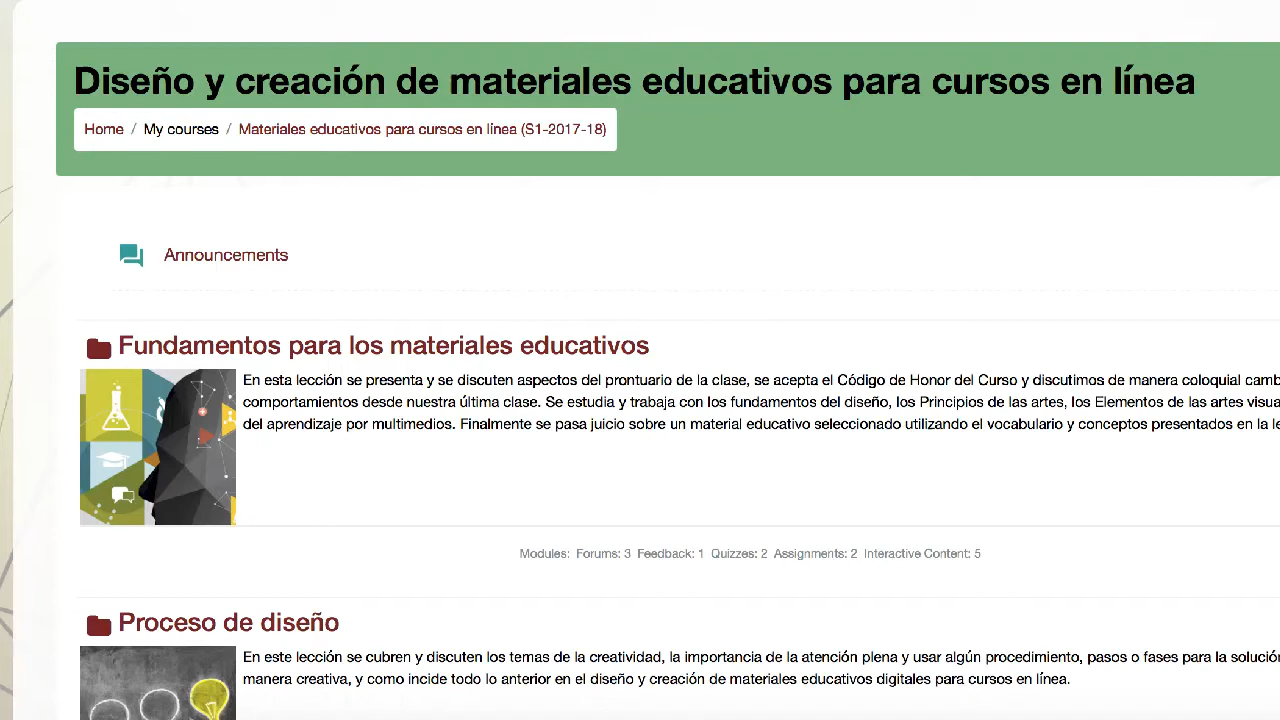 Diseño y creación de materiales educativos para cursos en línea
Home / My courses / Materiales educativos para cursos en línea (S1-2017-18)
Announcements
Fundamentos para los materiales educativos
En esta lección se presenta y se discuten aspectos del prontuario de la clase, se acepta el Código de Honor del Curso y discutimos de manera coloquial
comportamientos desde nuestra última clase. Se estudia y trabaja con los fundamentos del diseño, los Principios de las artes, los Elementos de las artes
del aprendizaje por multimedios. Finalmente se pasa juicio sobre un material educativo seleccionado utilizando el vocabulario y conceptos presentados en la
Modules: Forums: 3 Feedback: 1 Quizzes: 2 Assignments: 2 Interactive Content: 5
Proceso de diseño
En este lección se cubren y discuten los temas de la creatividad, la importancia de la atención plena y usar algún procedimiento, pasos o fases para la
manera creativa, y como incide todo lo anterior en el diseño y creación de materiales educativos digitales para cursos en línea.